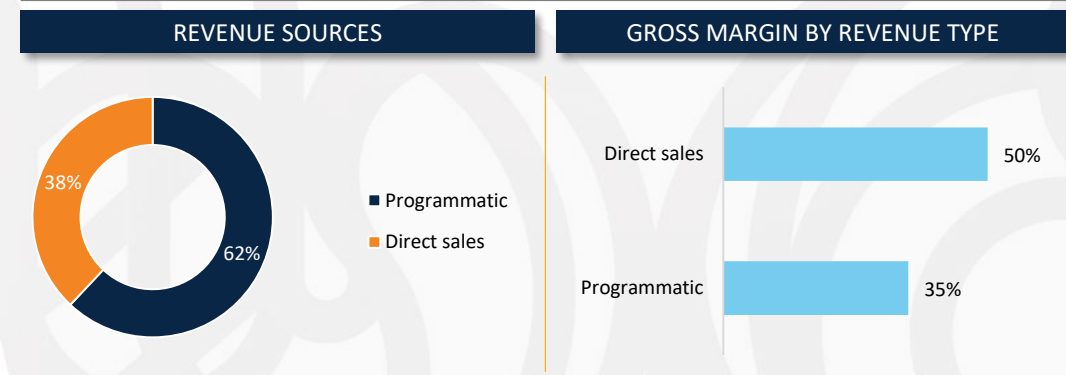 REVENUE SOURCES
38%
62%
Programmatic
Direct sales
GROSS MARGIN BY REVENUE TYPE
Direct sales 50%
Programmatic 35%